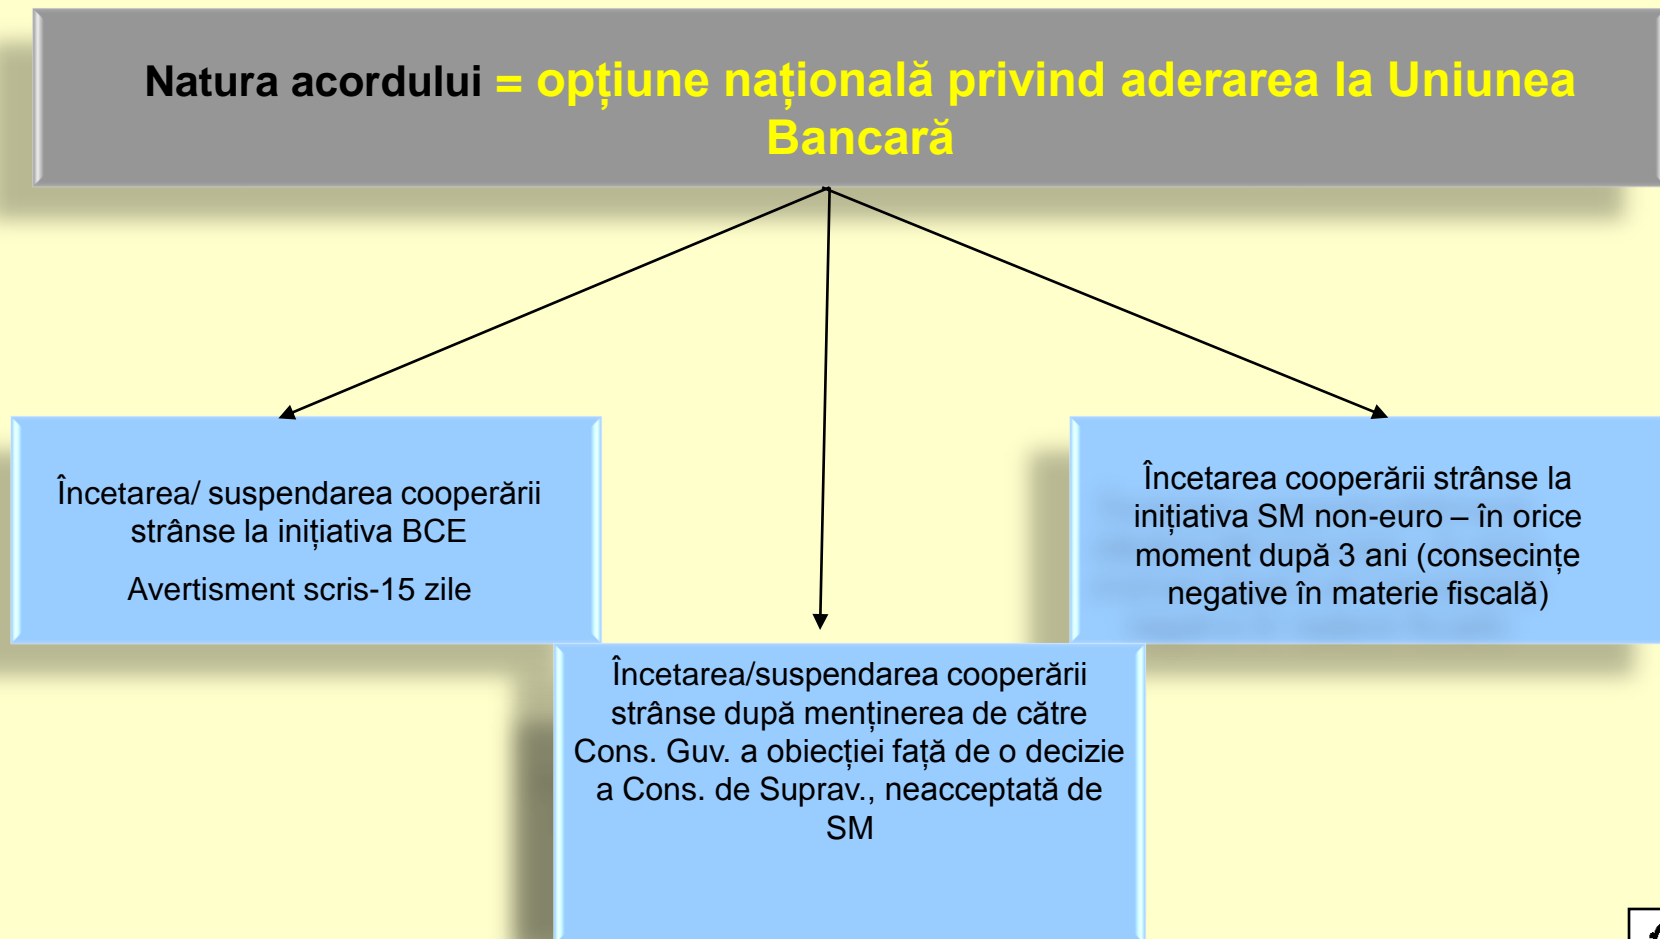 Natura acordului = opțiune națională privind aderarea la Uniunea
Bancară
Încetarea/ suspendarea cooperării
strânse la inițiativa BCE
Avertisment scris-15 zile
Încetarea/suspendarea cooperării
strânse după menținerea de către
Cons. Guv. a obiecției față de o decizie
a Cons. de Suprav., neacceptată de
SM
Încetarea cooperării strânse la
inițiativa SM non-euro – în orice
moment după 3 ani (consecințe
negative în materie fiscală)